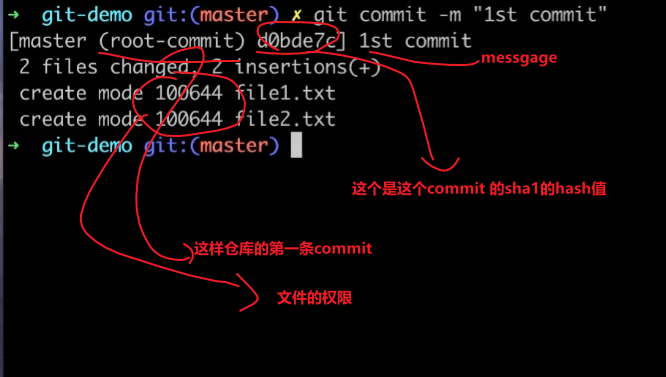 ➜ git-demo git:(master) ✗ git commit -m "1st commit"
[master (root-commit) d0bde7c] 1st commit
messgage
2 files changed, 2 insertions(+)
create mode 100644 file1.txt
create mode 100644 file2.txt
➜ git-demo git:(master)
这个是这个commit 的sha1的hash值
这样仓库的第一条commit
文件的权限